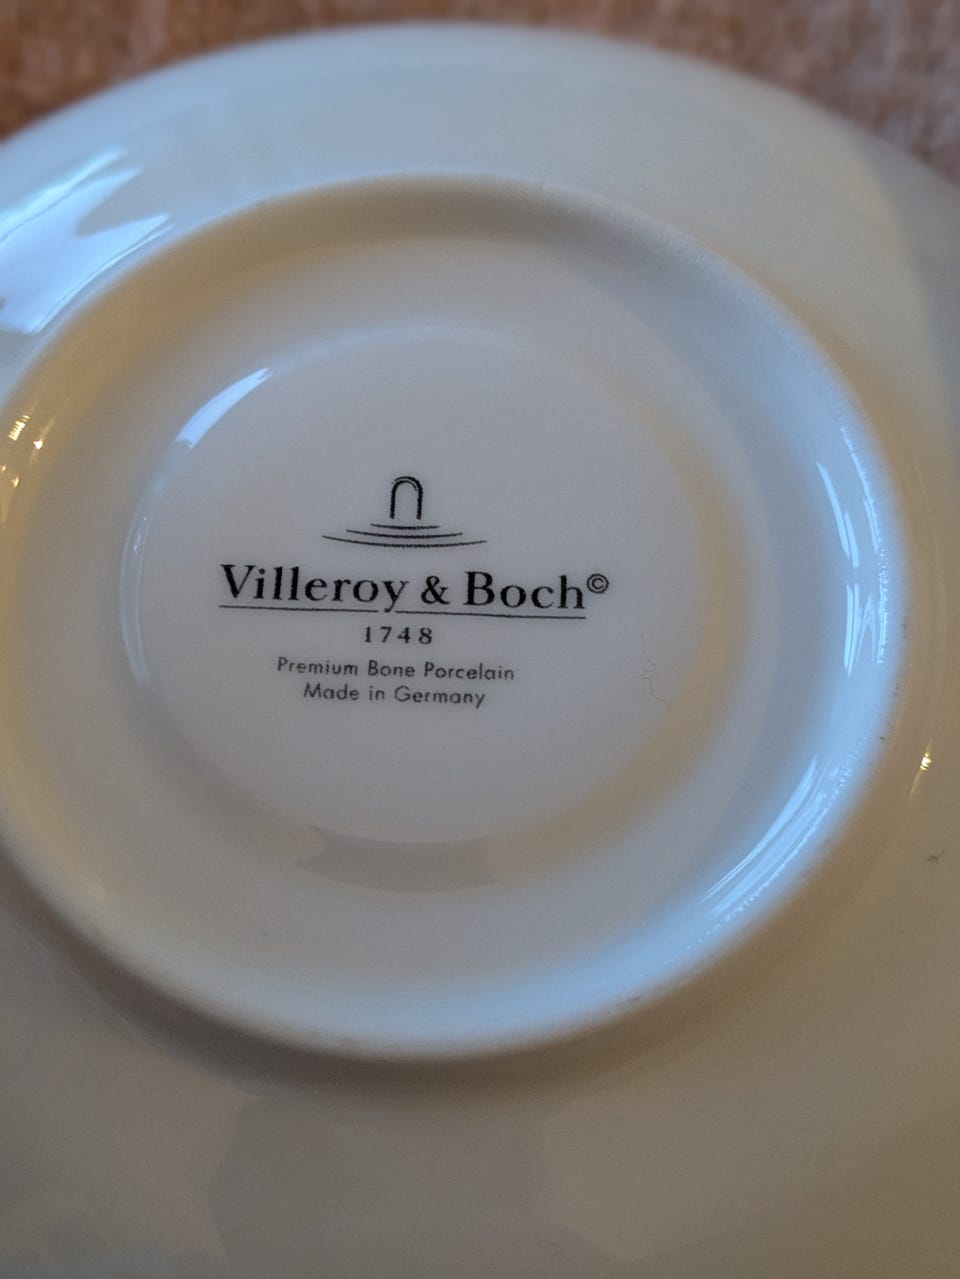 Villeroy & Boch©
1748
Premium Bone Porcelain
Made in Germany